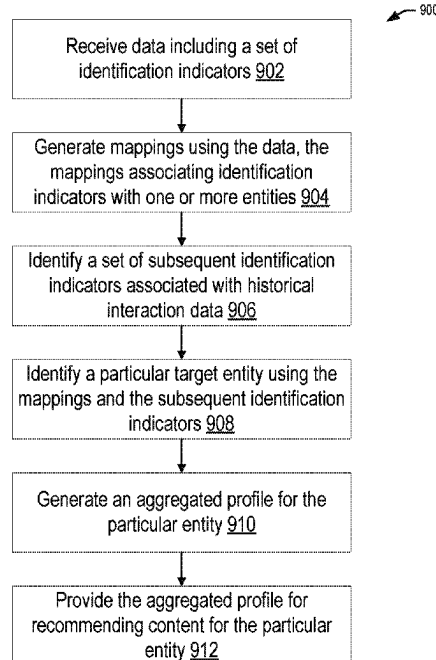 900
Receive data including a set of
identification indicators 902
Generate mappings using the data, the
mappings associating identification
indicators with one or more entities 904
Identify a set of subsequent identification
indicators associated with historical
interaction data 906
Identify a particular target entity using the
mappings and the subsequent identification
indicators 908
Generate an aggregated profile for the
particular entity 910
Provide the aggregated profile for
recommending content for the particular
entity 912